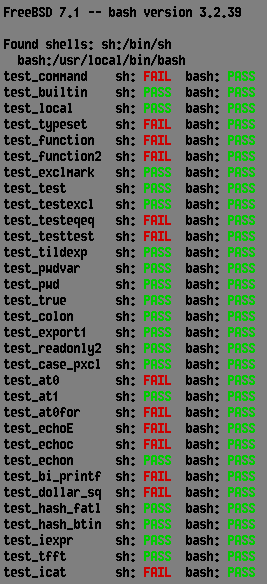 FreeBSD 7.1 -- bash version 3.2.39
Found shells: sh:/bin/sh
bash:/usr/local/bin/bash
test_command sh: FAIL bash: PASS
test_builtin sh: PASS bash: PASS
test_local sh: PASS bash: PASS
test_typeset sh: FAIL bash: PASS
test_function sh: FAIL bash: PASS
test_function2 sh: FAIL bash: PASS
test_exclmark sh: PASS bash: PASS
test_test sh: PASS bash: PASS
test_testexcl sh: PASS bash: PASS
test_testeqeq sh: FAIL bash: PASS
test_testtest sh: FAIL bash: PASS
test_tildexp sh: PASS bash: PASS
test_pwdvar sh: PASS bash: PASS
test_pwd sh: PASS bash: PASS
test_true sh: PASS bash: PASS
test_colon sh: PASS bash: PASS
test_export1 sh: PASS bash: PASS
test_readonly2 sh: PASS bash: PASS
test_case_pxcl sh: PASS bash: PASS
test_at0 sh: FAIL bash: PASS
test_at1 sh: PASS bash: PASS
test_at0for sh: FAIL bash: PASS
test_echoE sh: FAIL bash: PASS
test_echoc sh: FAIL bash: PASS
test_echon sh: PASS bash: PASS
test_bi_printf sh: FAIL bash: PASS
test_dollar_sq sh: FAIL bash: PASS
test_hash_fatl sh: PASS bash: PASS
test_hash_btin sh: PASS bash: PASS
test_iexpr sh: PASS bash: PASS
test_tfft sh: PASS bash: PASS
test_icat sh: FAIL bash: PASS